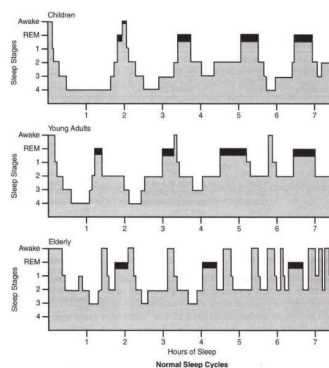 Children
Awake
REM
1
2
3
4
Sleep Stages
1 2 3 4 5 6 7
Young Adults
Awake
REM
1
2
3
4
Sleep Stages
1 2 3 4 5 6 7
Elderly
Awake
REM
1
2
3
4
Sleep Stages
1 2 3 4 5 6 7
Hours of Sleep
Normal Sleep Cycles